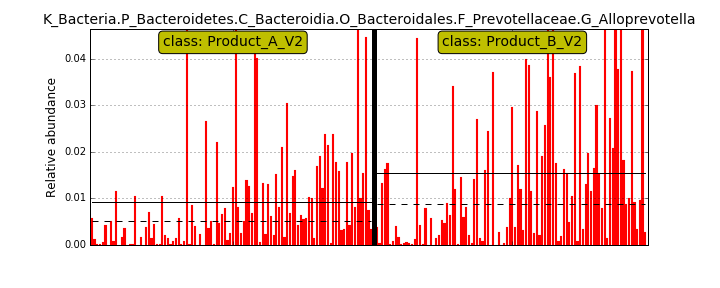 K_Bacteria.P_Bacteroidetes.C_Bacteroidia.O_Bacteroidales.F_Prevotellaceae.G_Alloprevotella
class: Product_A_V2 class: Product_B_V2
0.04
0.03
0.02
0.01
0.00
Relative abundance